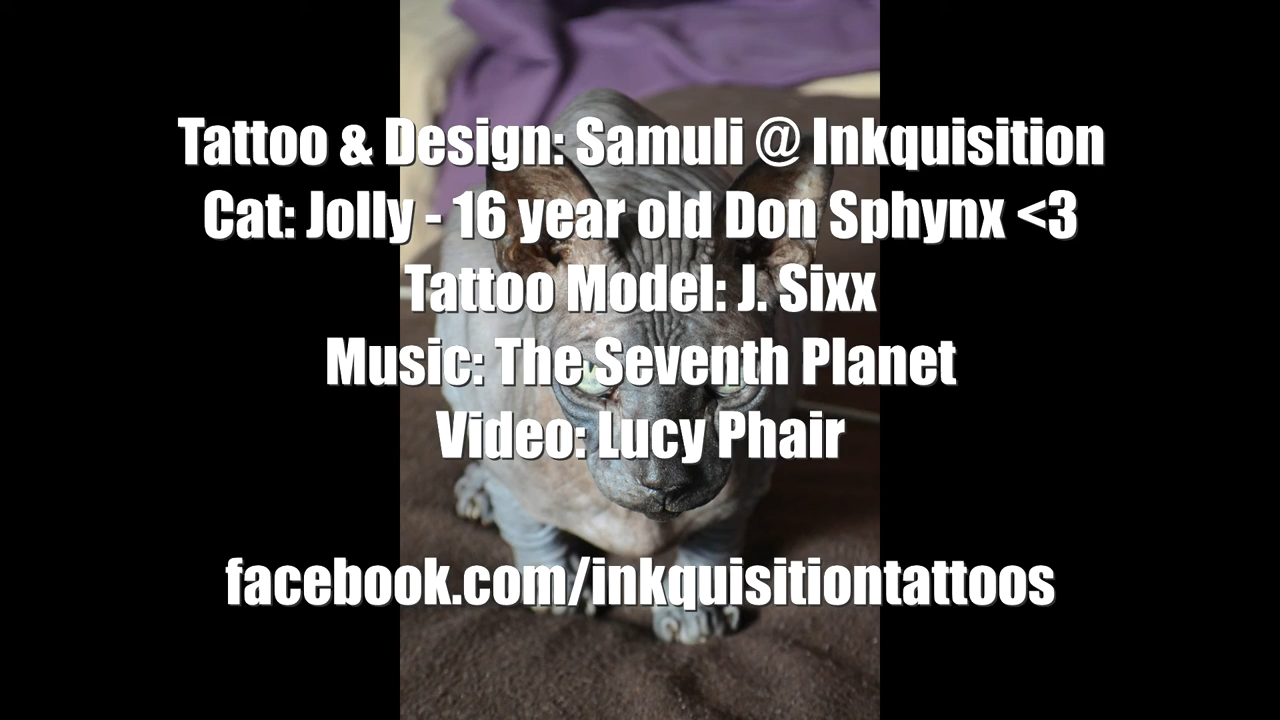 Tattoo & Design: Samuli @ Inkquisition
Cat: Jolly - 16 year old Don Sphynx <3
Tattoo Model: J. Sixx
Music: The Seventh Planet
Video: Lucy Phair
facebook.com/inkquisitiontattoos